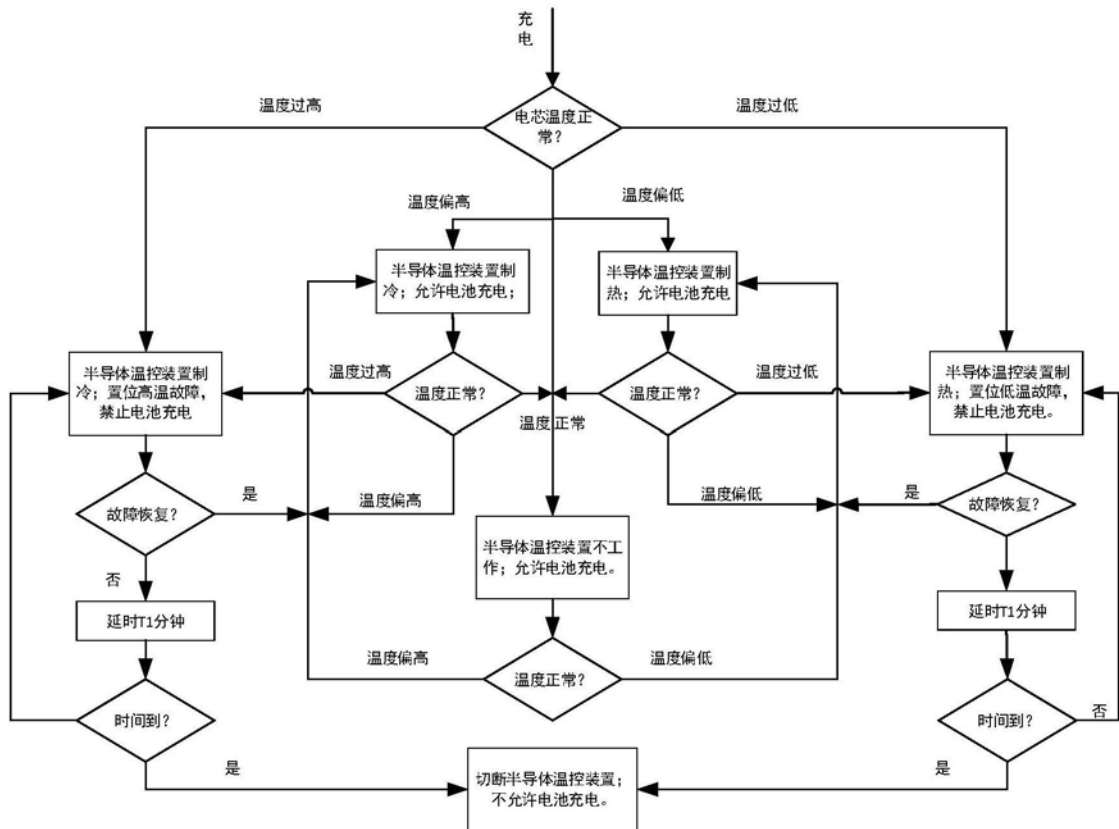 充
电
温度过高
温度过低
电芯温度正
常?
温度偏高
温度偏低
半导体温控装置制
冷；允许电池充电；
半导体温控装置制
热；允许电池充电
半导体温控装置制
冷；置位高温故障，
禁止电池充电
温度过高
温度正常?
温度正常
温度正常?
温度过低
半导体温控装置制
热；置位低温故障，
禁止电池充电。
故障恢复?
是
温度偏高
温度偏低
是
故障恢复?
半导体温控装置不工
作；允许电池充电。
否
延时T1分钟
延时T1分钟
温度偏高
温度正常?
温度偏低
时间到?
时间到?
否
是
切断半导体温控装置；
不允许电池充电。
是